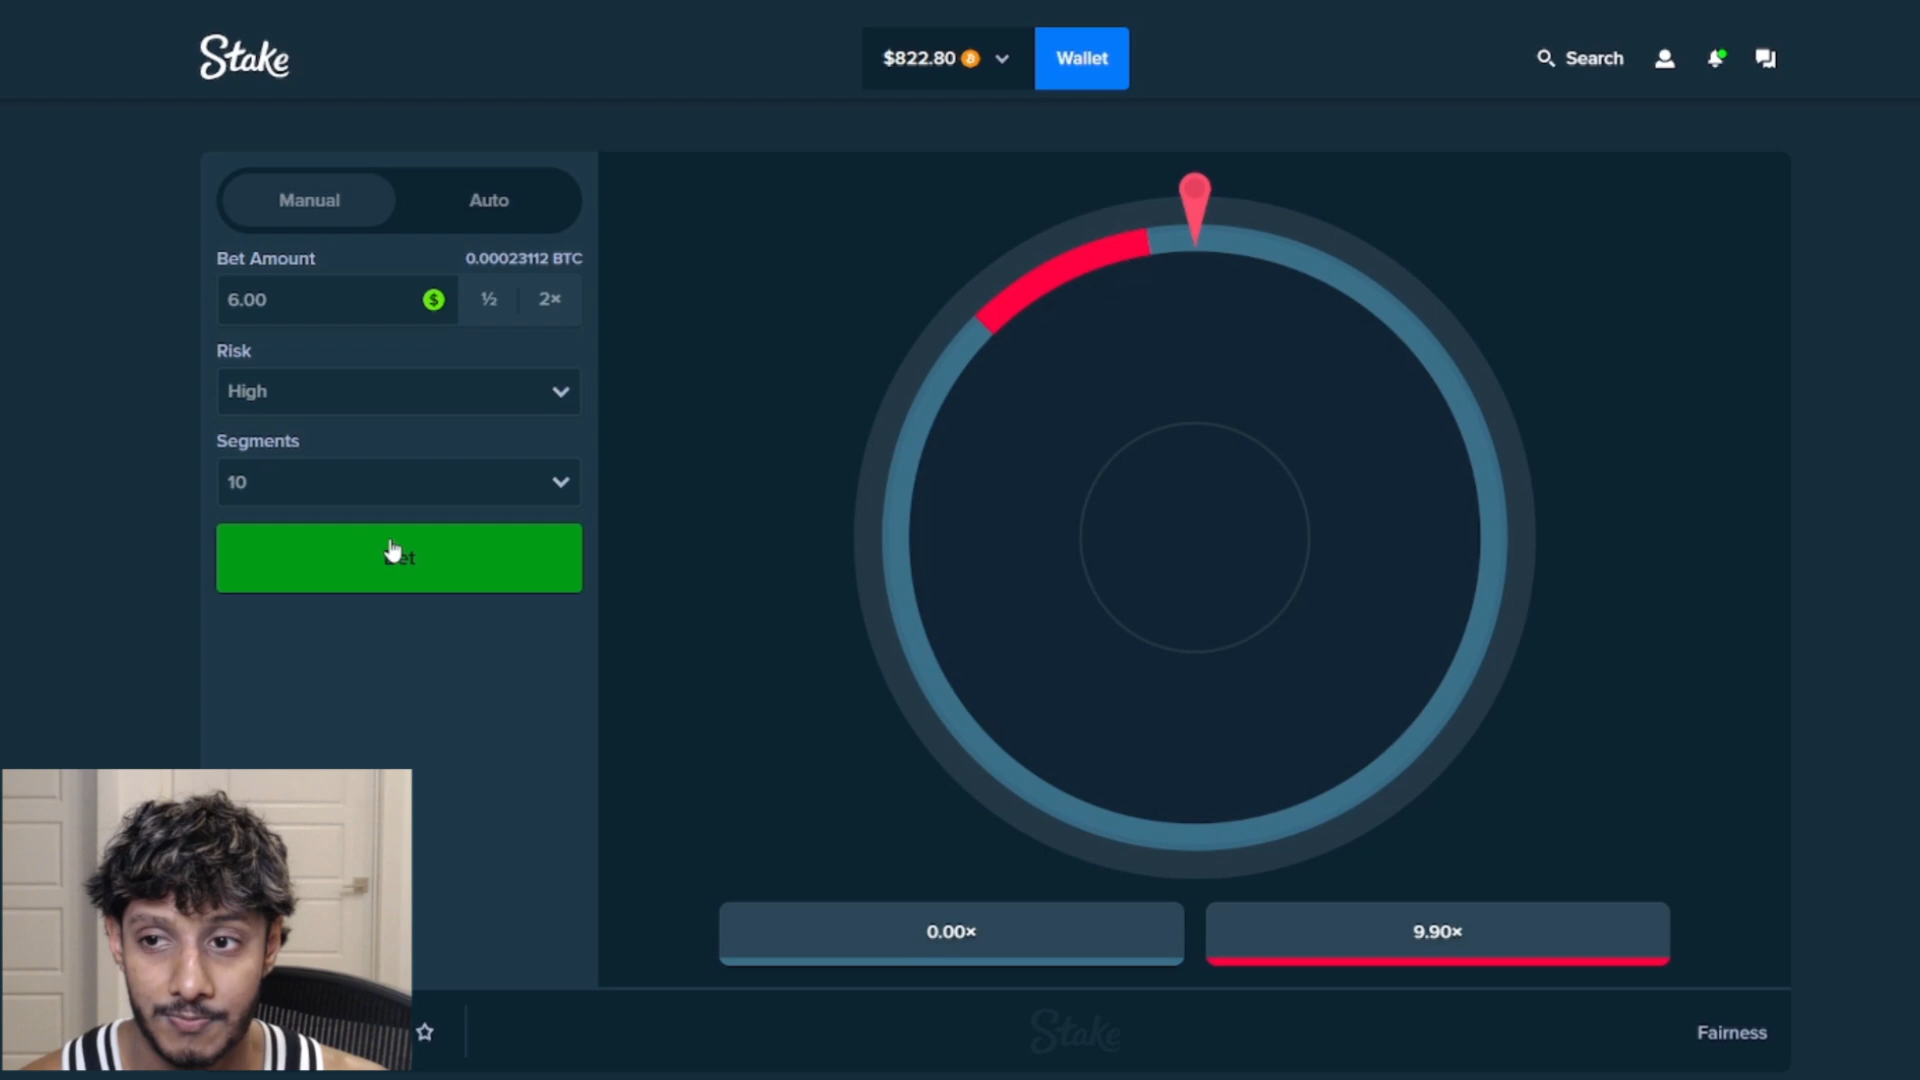 Stake
$822.80
Wallet
Search
Manual
Auto
Bet Amount
0.00023112 BTC
6.00
$
½
2×
Risk
High
Segments
10
0.00×
9.90×
Stake
Fairness